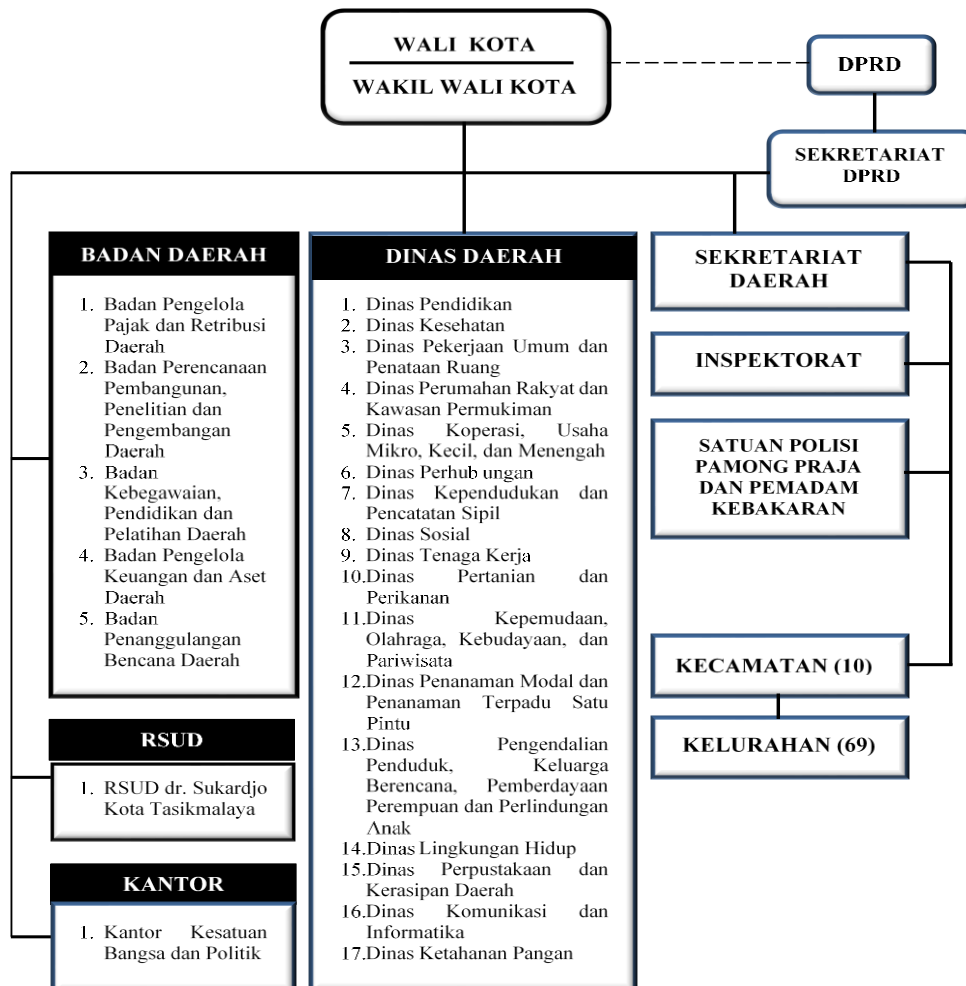 WALI KOTA
WAKIL WALI KOTA
DPRD
SEKRETARIAT
DPRD
BADAN DAERAH
1. Badan Pengelola
Pajak dan Retribusi
Daerah
2. Badan Perencanaan
Pembangunan,
Penelitian dan
Pengembangan
Daerah
3. Badan
Kebegawaian,
Pendidikan dan
Pelatihan Daerah
4. Badan Pengelola
Keuangan dan Aset
Daerah
5. Badan
Penanggulangan
Bencana Daerah
RSUD
1. RSUD dr. Sukardjo
Kota Tasikmalaya
KANTOR
1. Kantor Kesatuan
Bangsa dan Politik
DINAS DAERAH
1. Dinas Pendidikan
2. Dinas Kesehatan
3. Dinas Pekerjaan Umum dan
Penataan Ruang
4. Dinas Perumahan Rakyat dan
Kawasan Permukiman
5. Dinas Koperasi, Usaha
Mikro, Kecil, dan Menengah
6. Dinas Perhub ungan
7. Dinas Kependudukan dan
Pencatatan Sipil
8. Dinas Sosial
9. Dinas Tenaga Kerja
10.Dinas Pertanian dan
Perikanan
11.Dinas Kepemudaan,
Olahraga, Kebudayaan, dan
Pariwisata
12.Dinas Penanaman Modal dan
Penanaman Terpadu Satu
Pintu
13.Dinas Pengendalian
Penduduk, Keluarga
Berencana, Pemberdayaan
Perempuan dan Perlindungan
Anak
14.Dinas Lingkungan Hidup
15.Dinas Perpustakaan dan
Kerasipan Daerah
16.Dinas Komunikasi dan
Informatika
17.Dinas Ketahanan Pangan
SEKRETARIAT
DAERAH
INSPEKTORAT
SATUAN POLISI
PAMONG PRAJA
DAN PEMADAM
KEBAKARAN
KECAMATAN (10)
KELURAHAN (69)